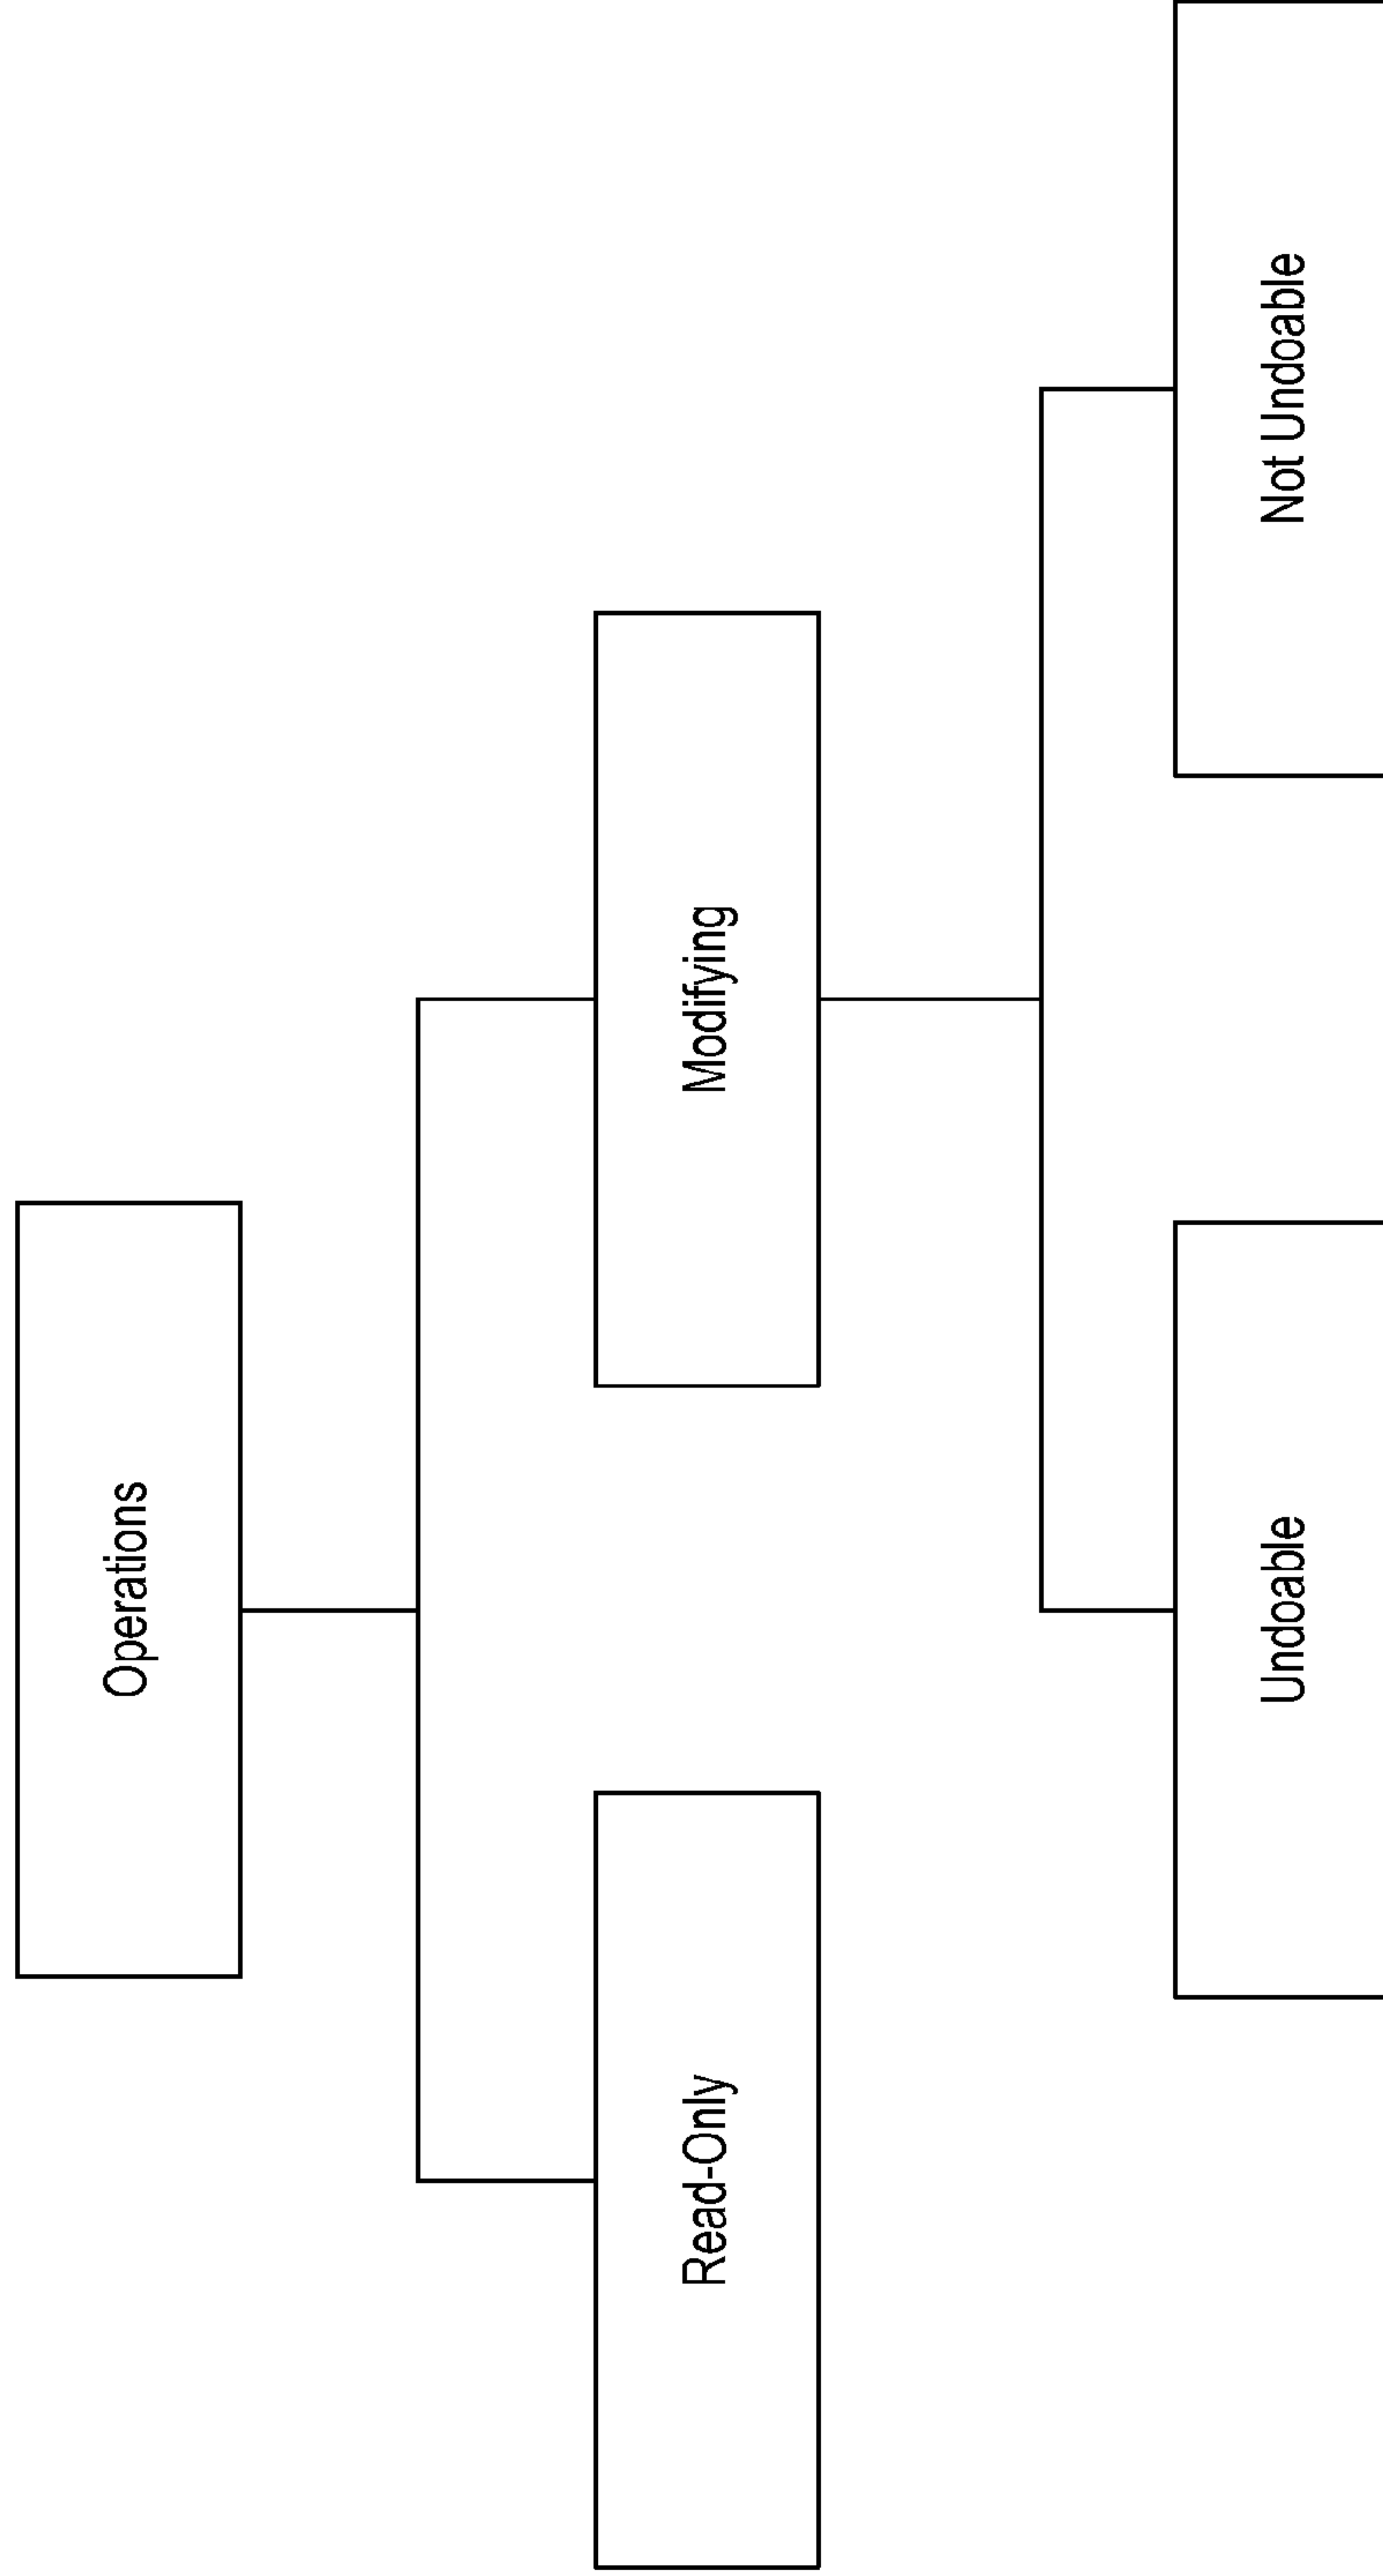 Operations
Read-Only
Modifying
Undoable
Not Undoable